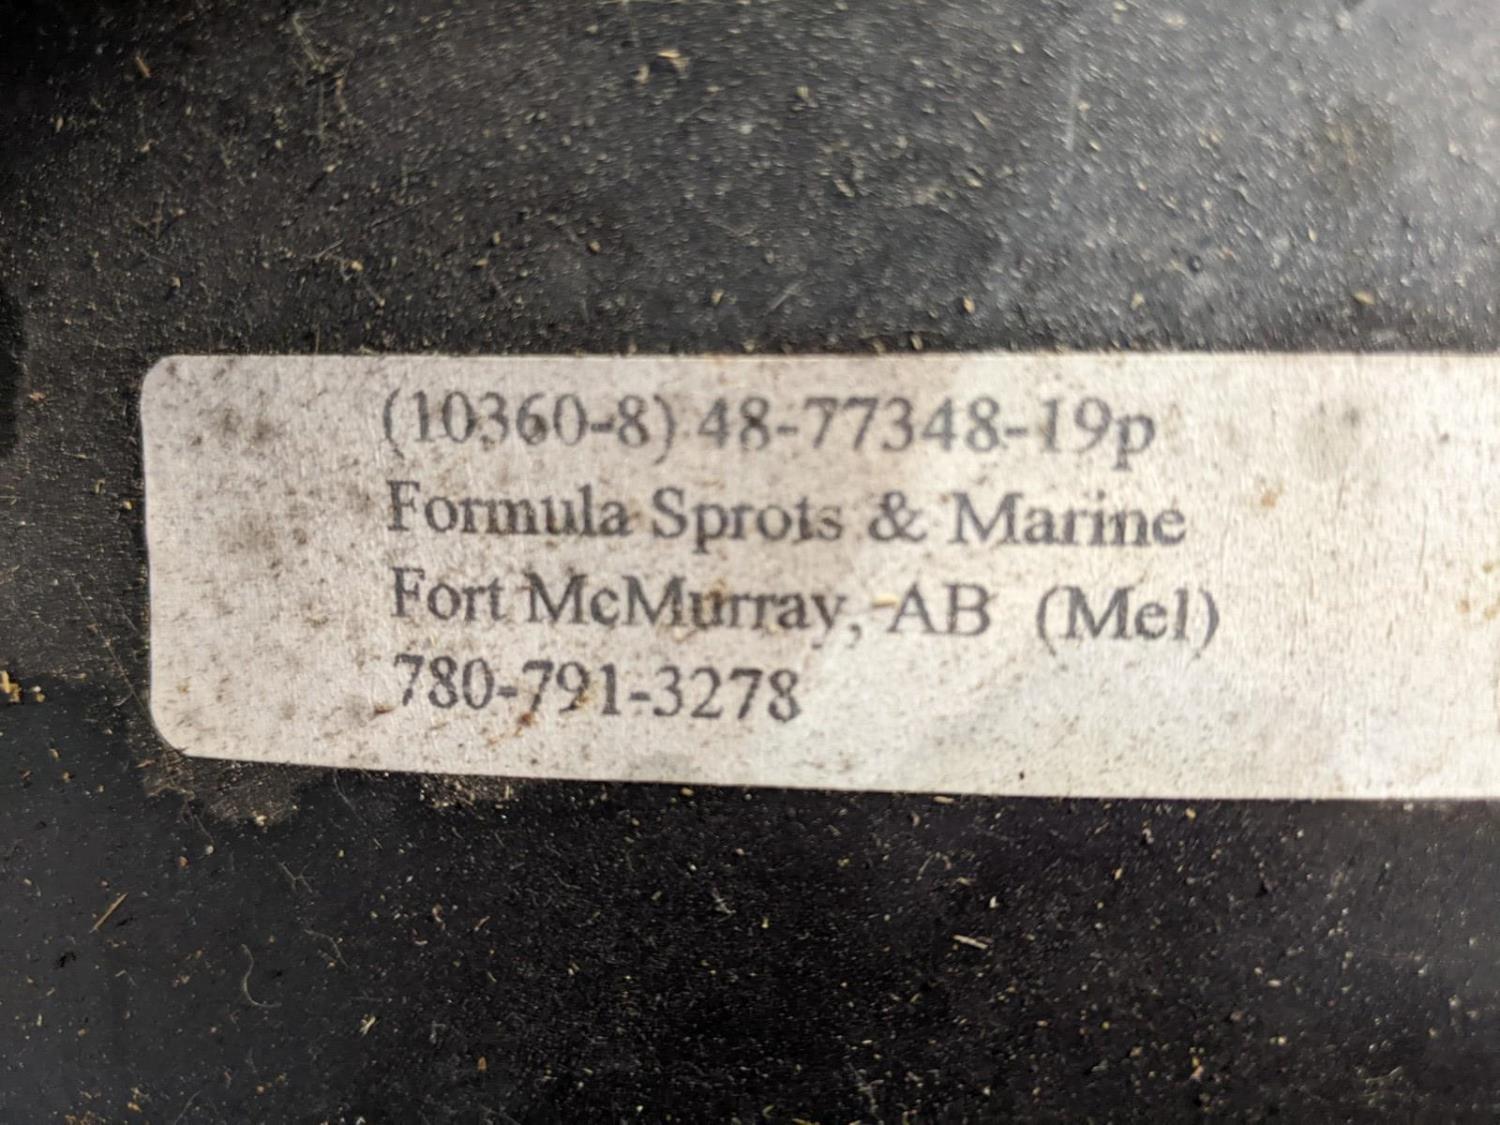 (10360-8) 48-77348-19p
Formula Sprots & Marine
Fort McMurray, AB (Mel)
780-791-3278